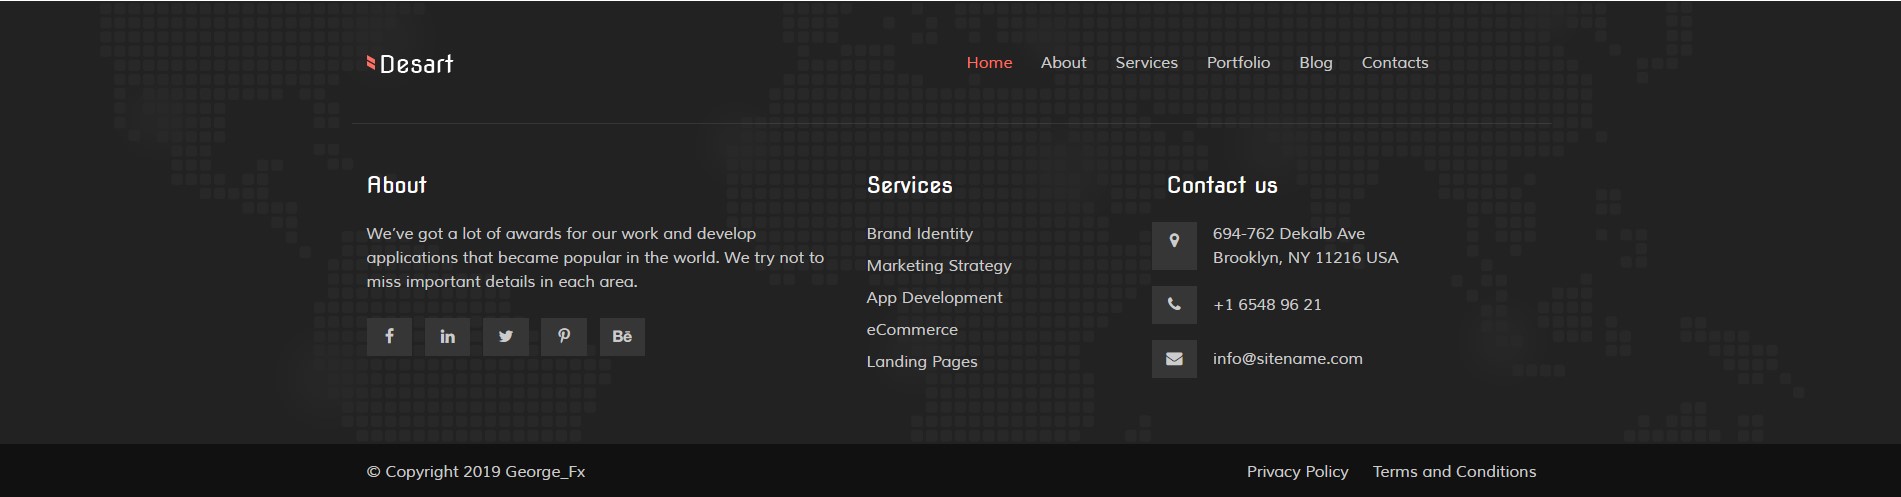 Desart
Home About Services Portfolio Blog Contacts
About
We've got a lot of awards for our work and develop
applications that became popular in the world. We try not to
miss important details in each area.
Bē
Services
Brand Identity
Marketing Strategy
App Development
eCommerce
Landing Pages
Contact us
694-762 Dekalb Ave
Brooklyn, NY 11216 USA
+1 6548 96 21
info@sitename.com
© Copyright 2019 George_Fx
Privacy Policy Terms and Conditions